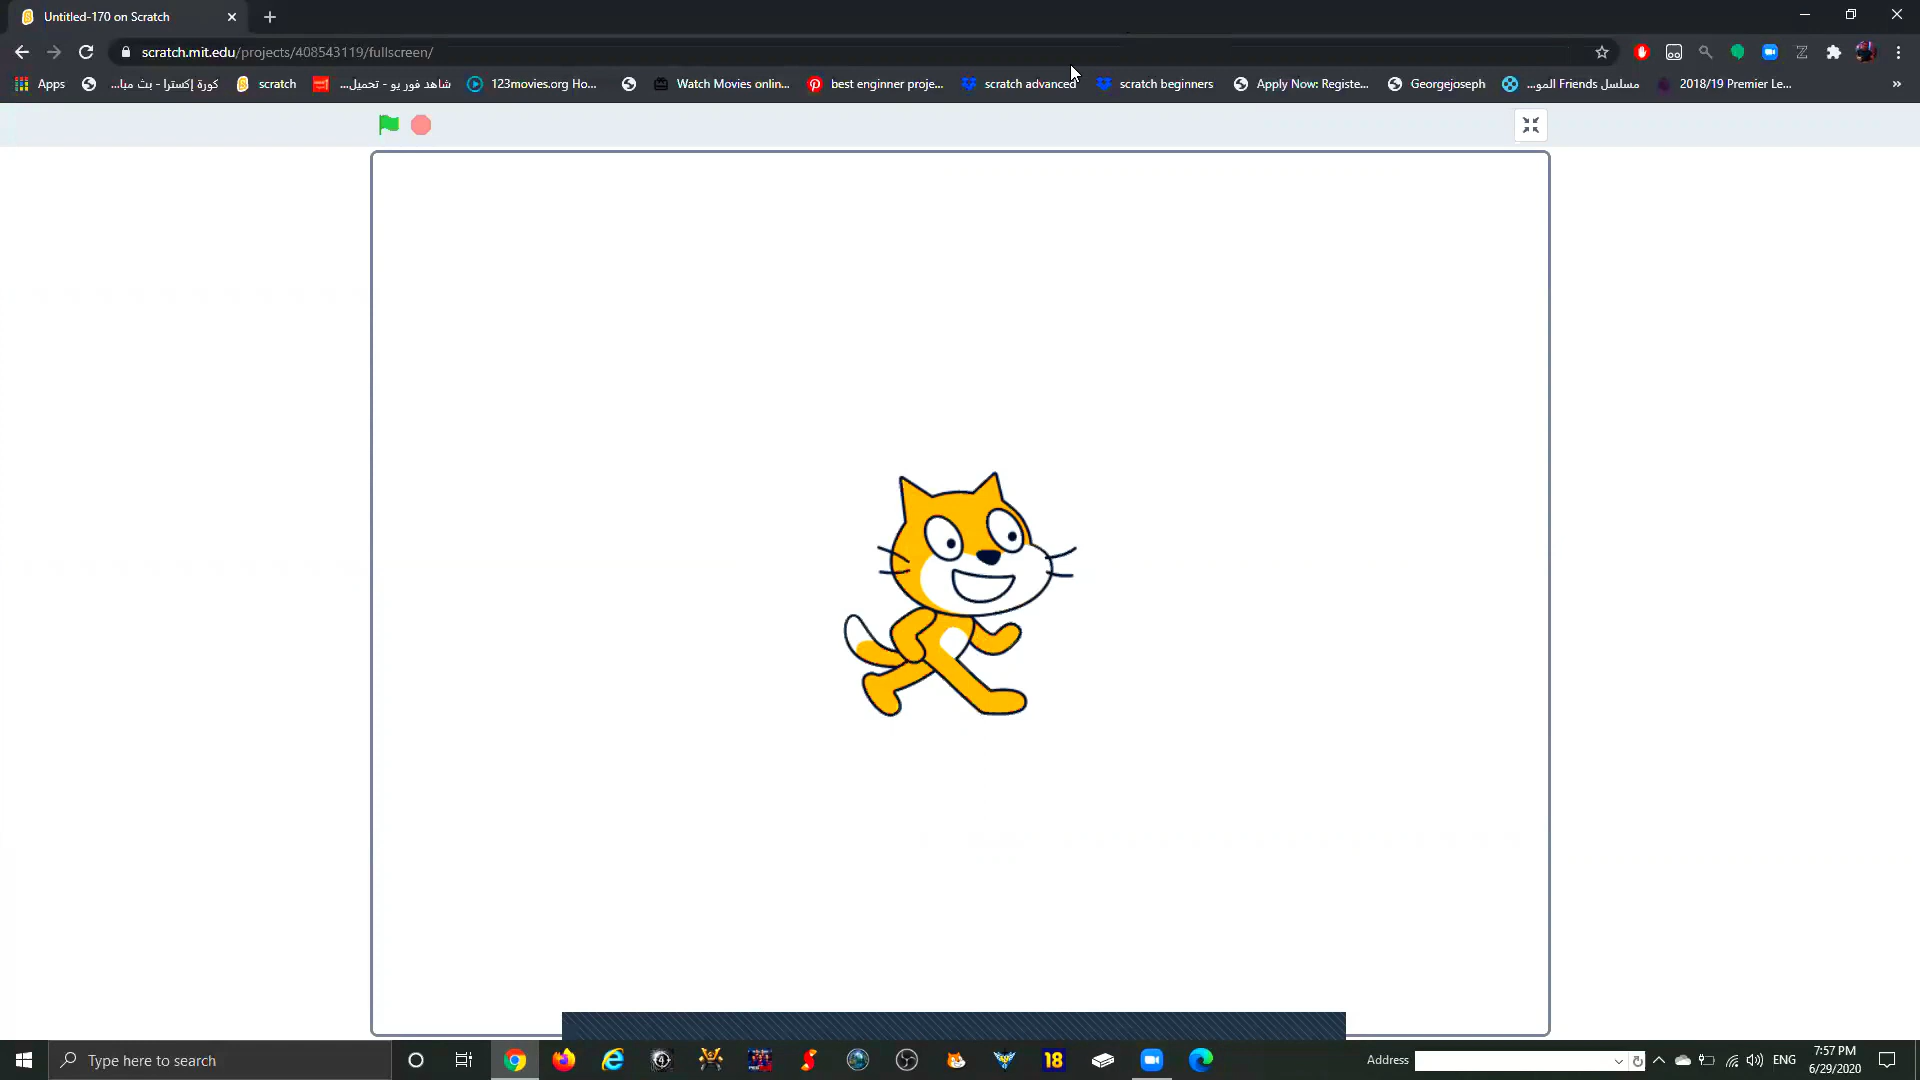 Untitled-170 on Scratch
scratch.mit.edu/projects/408543119/fullscreen/
Apps
كورة إكسترا - بث مبا...
scratch
شاهد فور يو - تحميل...
123movies.org Ho...
Watch Movies onlin...
best enginner proje...
scratch advanced
scratch beginners
Apply Now: Registe...
Georgejoseph
مسلسل Friends المو...
2018/19 Premier Le...
»
Type here to search
18
Address
ENG
7:57 PM
6/29/2020